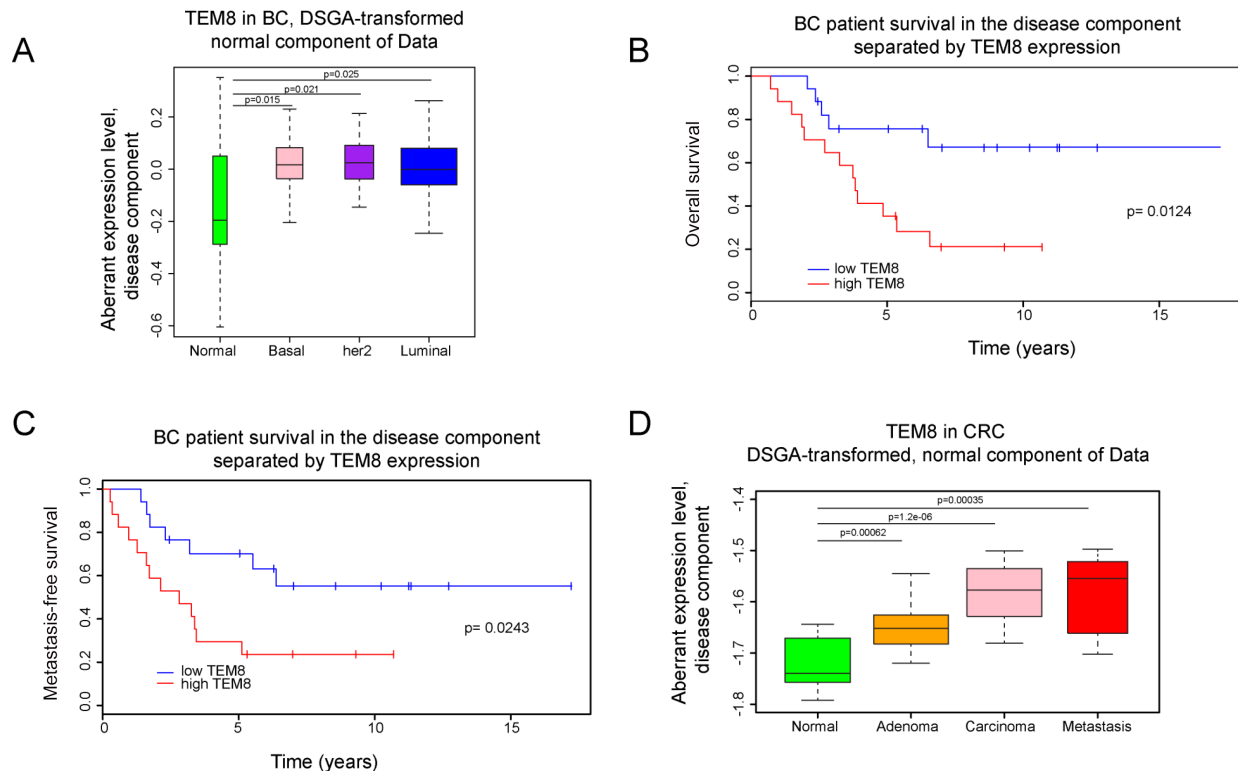 A
TEM8 in BC, DSGA-transformed
normal component of Data
Aberrant expression level,
disease component
0.2
0.0
-0.2
-0.4
-0.6
p=0.025
p=0.021
p=0.015
Normal
Basal
her2
Luminal
B
BC patient survival in the disease component
separated by TEM8 expression
Overall survival
1.0
0.8
0.6
0.4
0.2
0.0
p= 0.0124
low TEM8
high TEM8
0
5
10
15
Time (years)
C
BC patient survival in the disease component
separated by TEM8 expression
Metastasis-free survival
1.0
0.8
0.6
0.4
0.2
0.0
p= 0.0243
low TEM8
high TEM8
0
5
10
15
Time (years)
D
TEM8 in CRC
DSGA-transformed, normal component of Data
Aberrant expression level,
disease component
-1.4
-1.5
-1.6
-1.7
-1.8
p=0.00035
p=1.2e-06
p=0.00062
Normal
Adenoma
Carcinoma
Metastasis